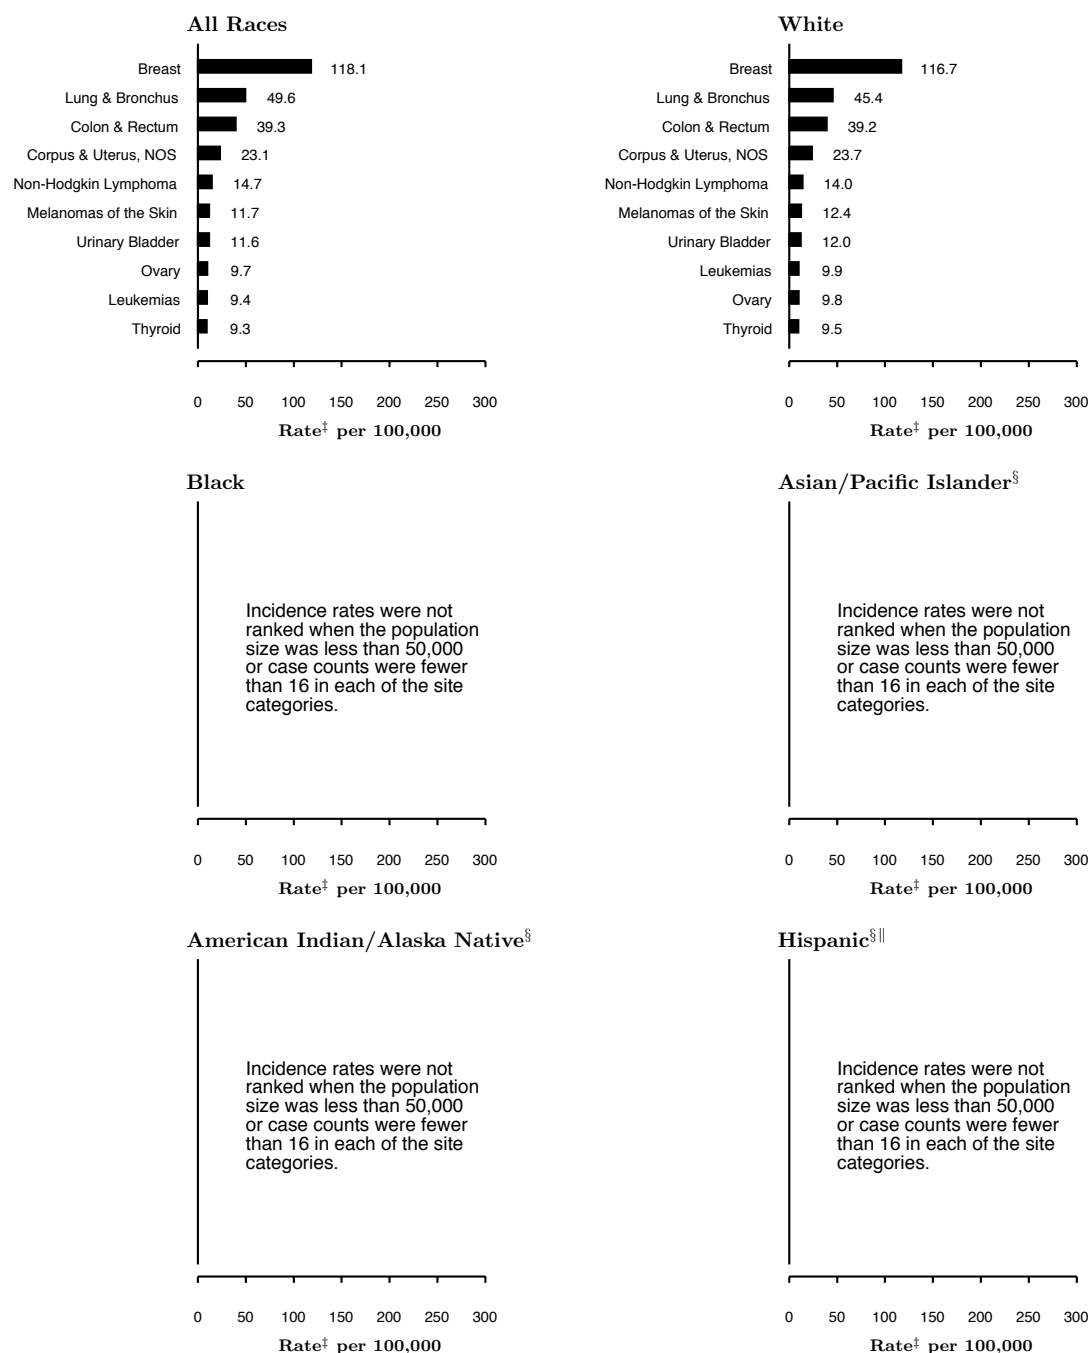 All Races
Breast 118.1
Lung & Bronchus 49.6
Colon & Rectum 39.3
Corpus & Uterus, NOS 23.1
Non-Hodgkin Lymphoma 14.7
Melanomas of the Skin 11.7
Urinary Bladder 11.6
Ovary 9.7
Leukemias 9.4
Thyroid 9.3
0 50 100 150 200 250 300
Rate‡ per 100,000
White
Breast 116.7
Lung & Bronchus 45.4
Colon & Rectum 39.2
Corpus & Uterus, NOS 23.7
Non-Hodgkin Lymphoma 14.0
Melanomas of the Skin 12.4
Urinary Bladder 12.0
Leukemias 9.9
Ovary 9.8
Thyroid 9.5
0 50 100 150 200 250 300
Rate‡ per 100,000
Black
Incidence rates were not
ranked when the population
size was less than 50,000
or case counts were fewer
than 16 in each of the site
categories.
0 50 100 150 200 250 300
Rate‡ per 100,000
Asian/Pacific Islander§
Incidence rates were not
ranked when the population
size was less than 50,000
or case counts were fewer
than 16 in each of the site
categories.
0 50 100 150 200 250 300
Rate‡ per 100,000
American Indian/Alaska Native§
Incidence rates were not
ranked when the population
size was less than 50,000
or case counts were fewer
than 16 in each of the site
categories.
0 50 100 150 200 250 300
Rate‡ per 100,000
Hispanic§‖
Incidence rates were not
ranked when the population
size was less than 50,000
or case counts were fewer
than 16 in each of the site
categories.
0 50 100 150 200 250 300
Rate‡ per 100,000